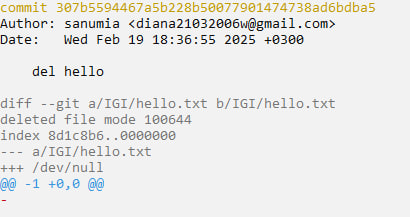 commit 307b5594467a5b228b50077901474738ad6bdba5
Author: sanumia <diana21032006w@gmail.com>
Date:   Wed Feb 19 18:36:55 2025 +0300
    del hello
diff --git a/IGI/hello.txt b/IGI/hello.txt
deleted file mode 100644
index 8d1c8b6..0000000
--- a/IGI/hello.txt
+++ /dev/null
@@ -1 +0,0 @@
-